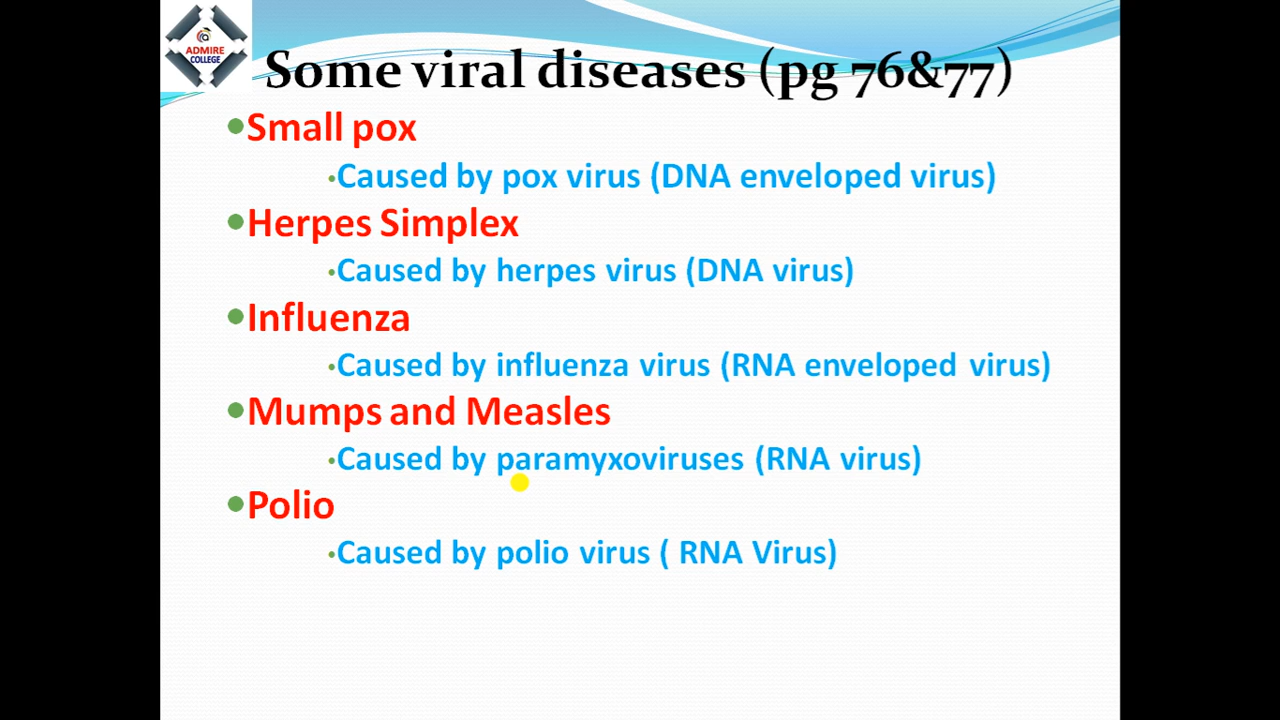 ADMIRE
COLLEGE
Some viral diseases (pg 76&77)
•Small pox
•Caused by pox virus (DNA enveloped virus)
•Herpes Simplex
•Caused by herpes virus (DNA virus)
•Influenza
•Caused by influenza virus (RNA enveloped virus)
•Mumps and Measles
•Caused by paramyxoviruses (RNA virus)
•Polio
•Caused by polio virus ( RNA Virus)